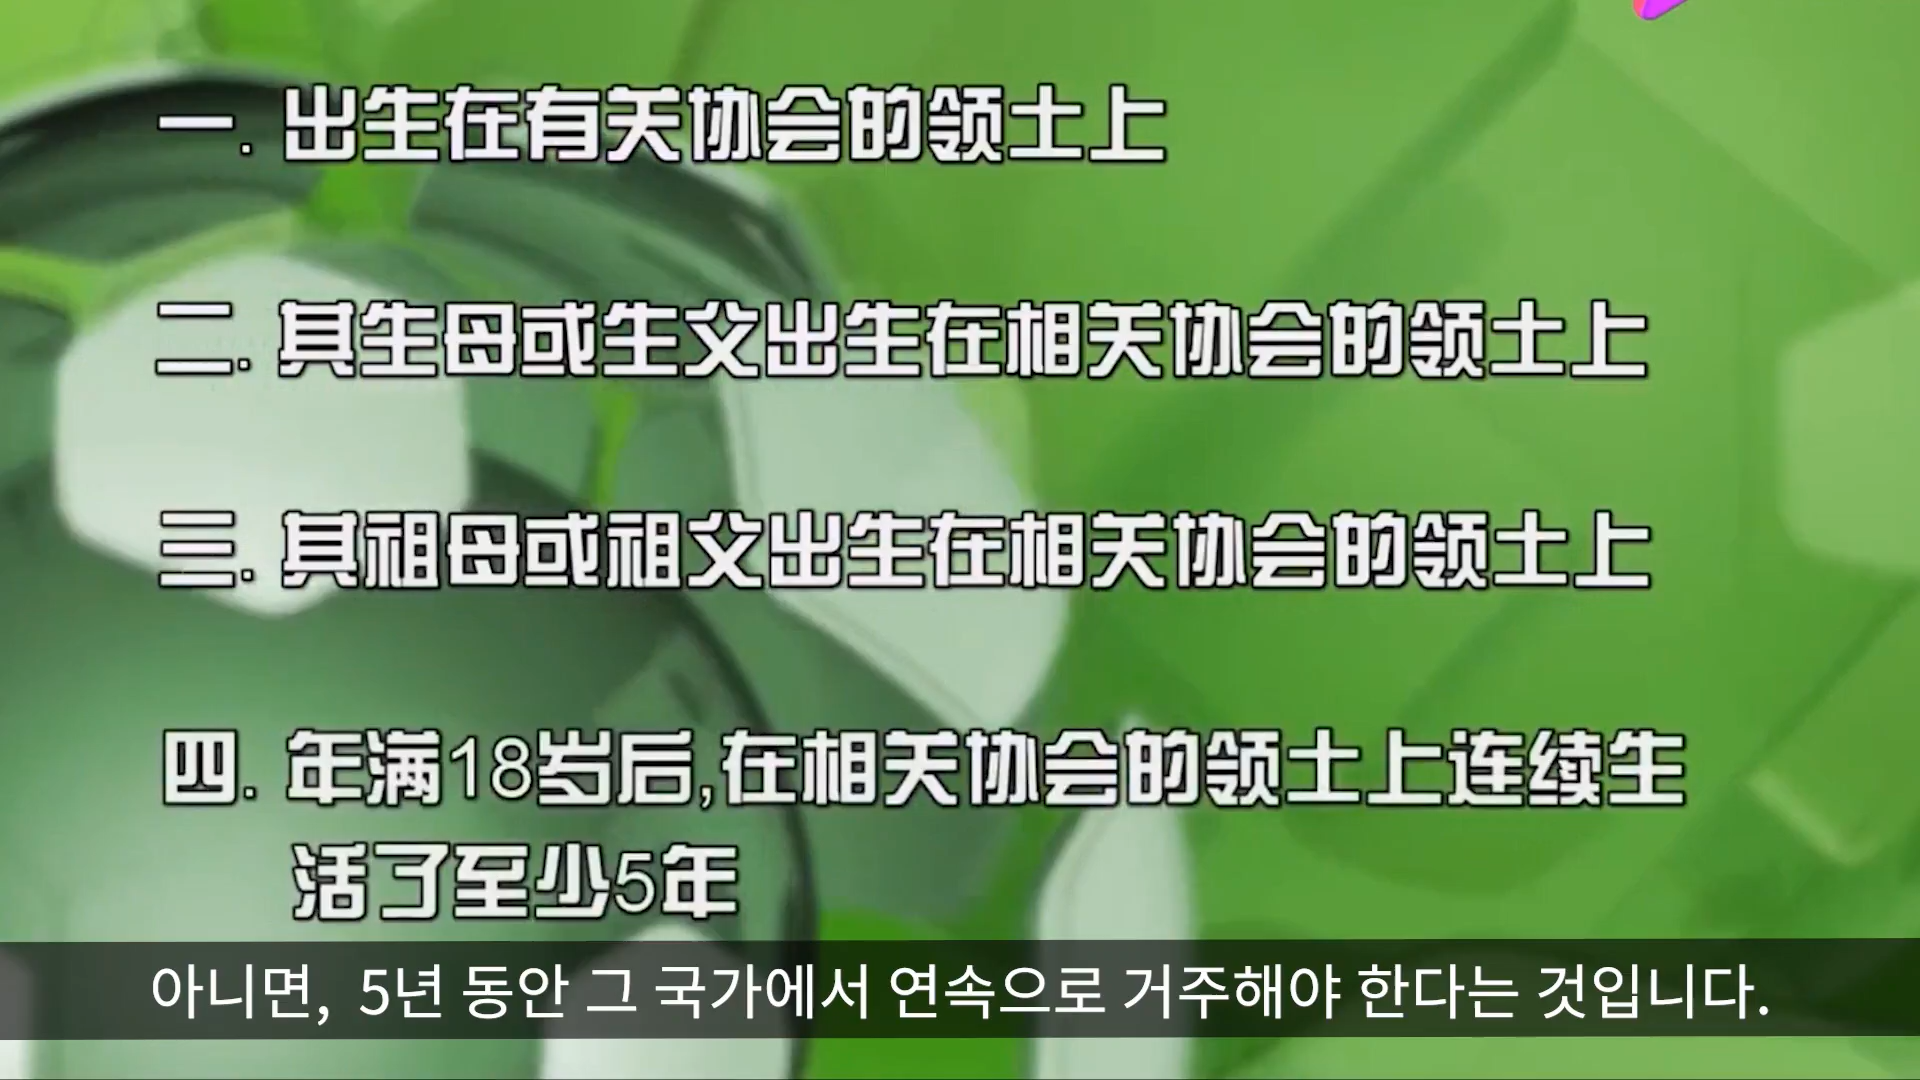 一. 出生在有关协会的领土上
二. 其生母或生父出生在相关协会的领土上
三. 其祖母或祖父出生在相关协会的领土上
四. 年满18岁后,在相关协会的领土上连续生
活了至少5年
아니면, 5년 동안 그 국가에서 연속으로 거주해야 한다는 것입니다.